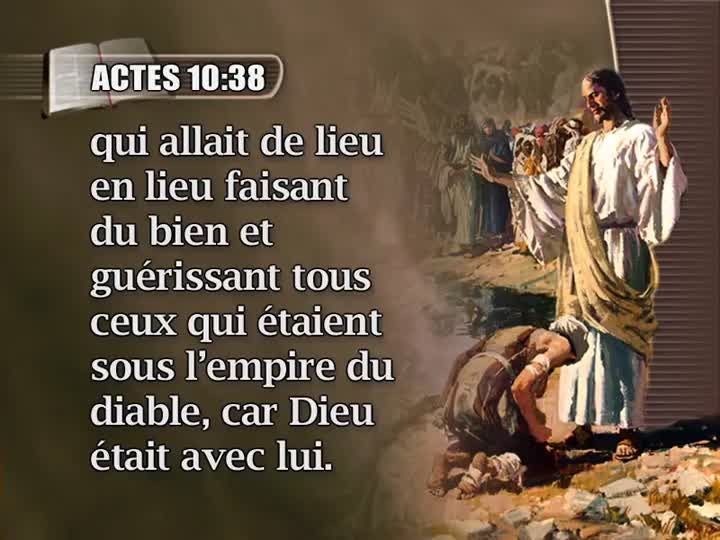 ACTES 10:38
qui allait de lieu
en lieu faisant
du bien et
guérissant tous
ceux qui étaient
sous l’empire du
diable, car Dieu
était avec lui.